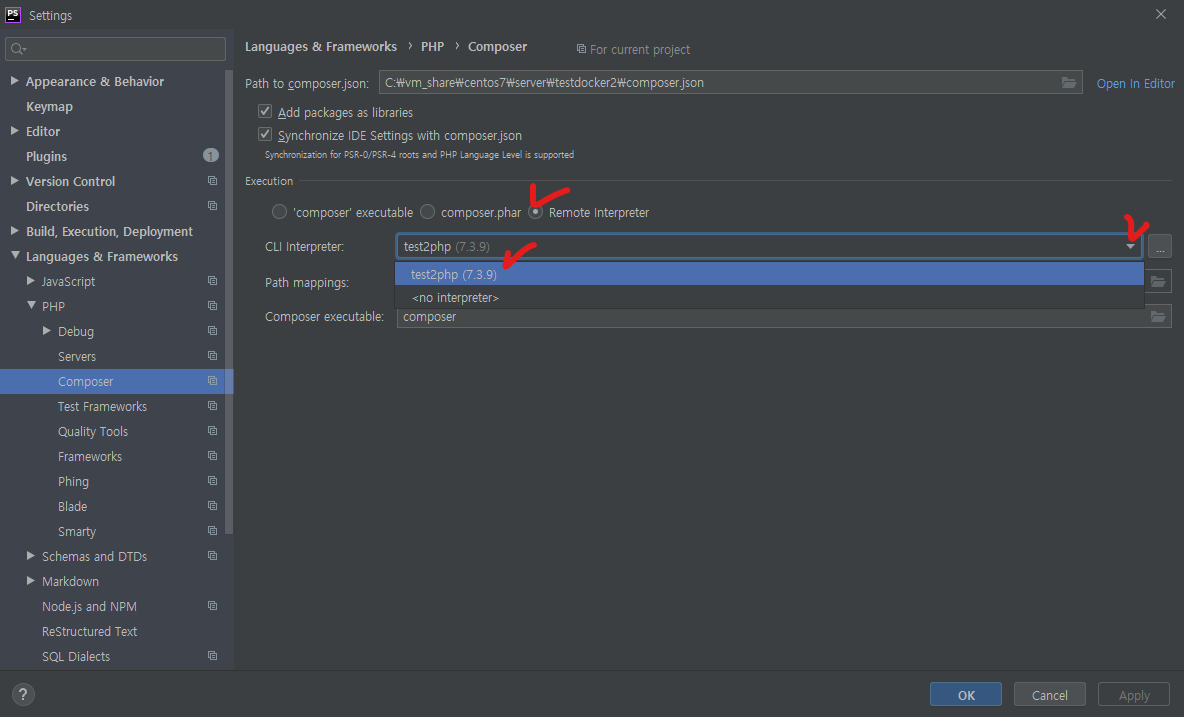 PS Settings
Languages & Frameworks › PHP › Composer For current project
Path to composer.json: C:₩vm_share₩centos7₩server₩testdocker2₩composer.json Open In Editor
Add packages as libraries
Synchronize IDE Settings with composer.json
Synchronization for PSR-0/PSR-4 roots and PHP Language Level is supported
Execution
'composer' executable composer.phar Remote Interpreter
CLI Interpreter: test2php (7.3.9) ...
test2php (7.3.9)
<no interpreter>
Path mappings:
Composer executable: composer
Appearance & Behavior
Keymap
Editor
Plugins 1
Version Control
Directories
Build, Execution, Deployment
Languages & Frameworks
JavaScript
PHP
Debug
Servers
Composer
Test Frameworks
Quality Tools
Frameworks
Phing
Blade
Smarty
Schemas and DTDs
Markdown
Node.js and NPM
ReStructured Text
SQL Dialects
? OK Cancel Apply